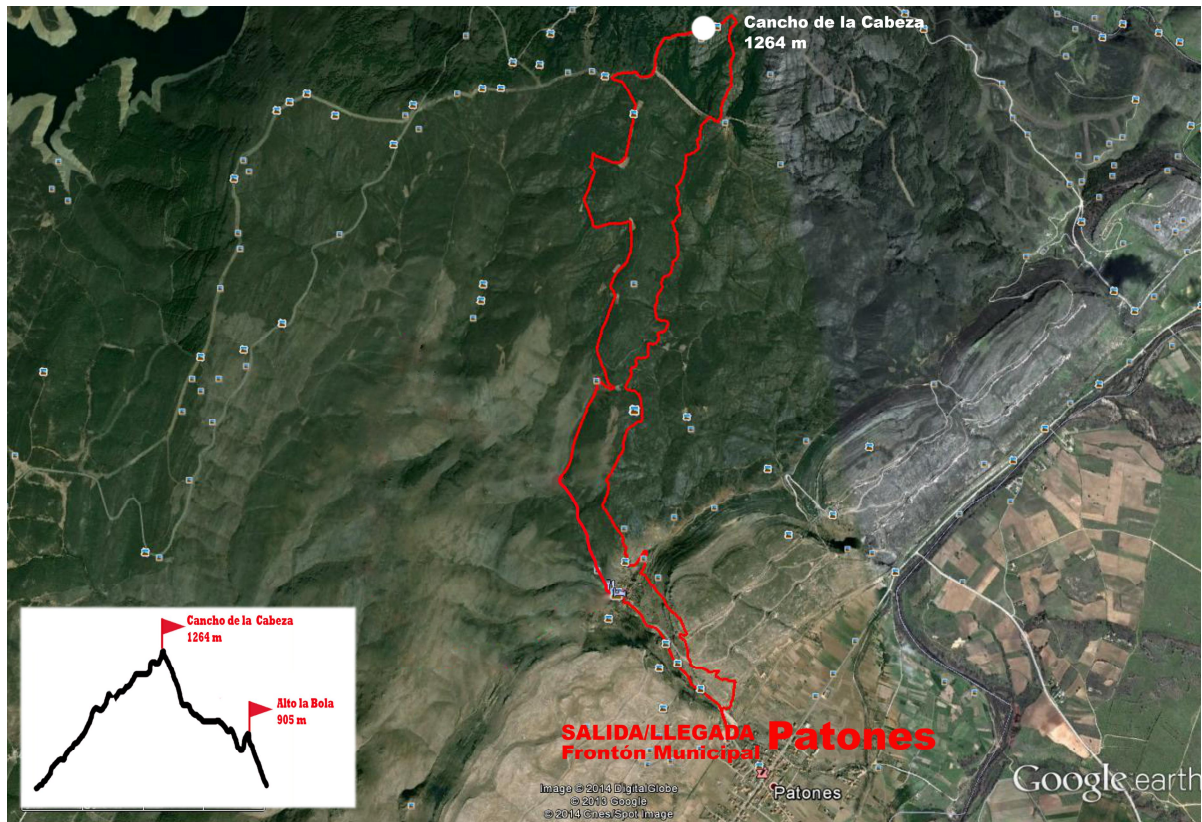 Cancho de la Cabeza
1264 m
Cancho de la Cabeza
1264 m
Alto la Bola
905 m
SALIDA/LLEGADA
Frontón Municipal
Patones
Patones
Image © 2014 DigitalGlobe
© 2013 Google
© 2014 Cnes/Spot Image
Google earth